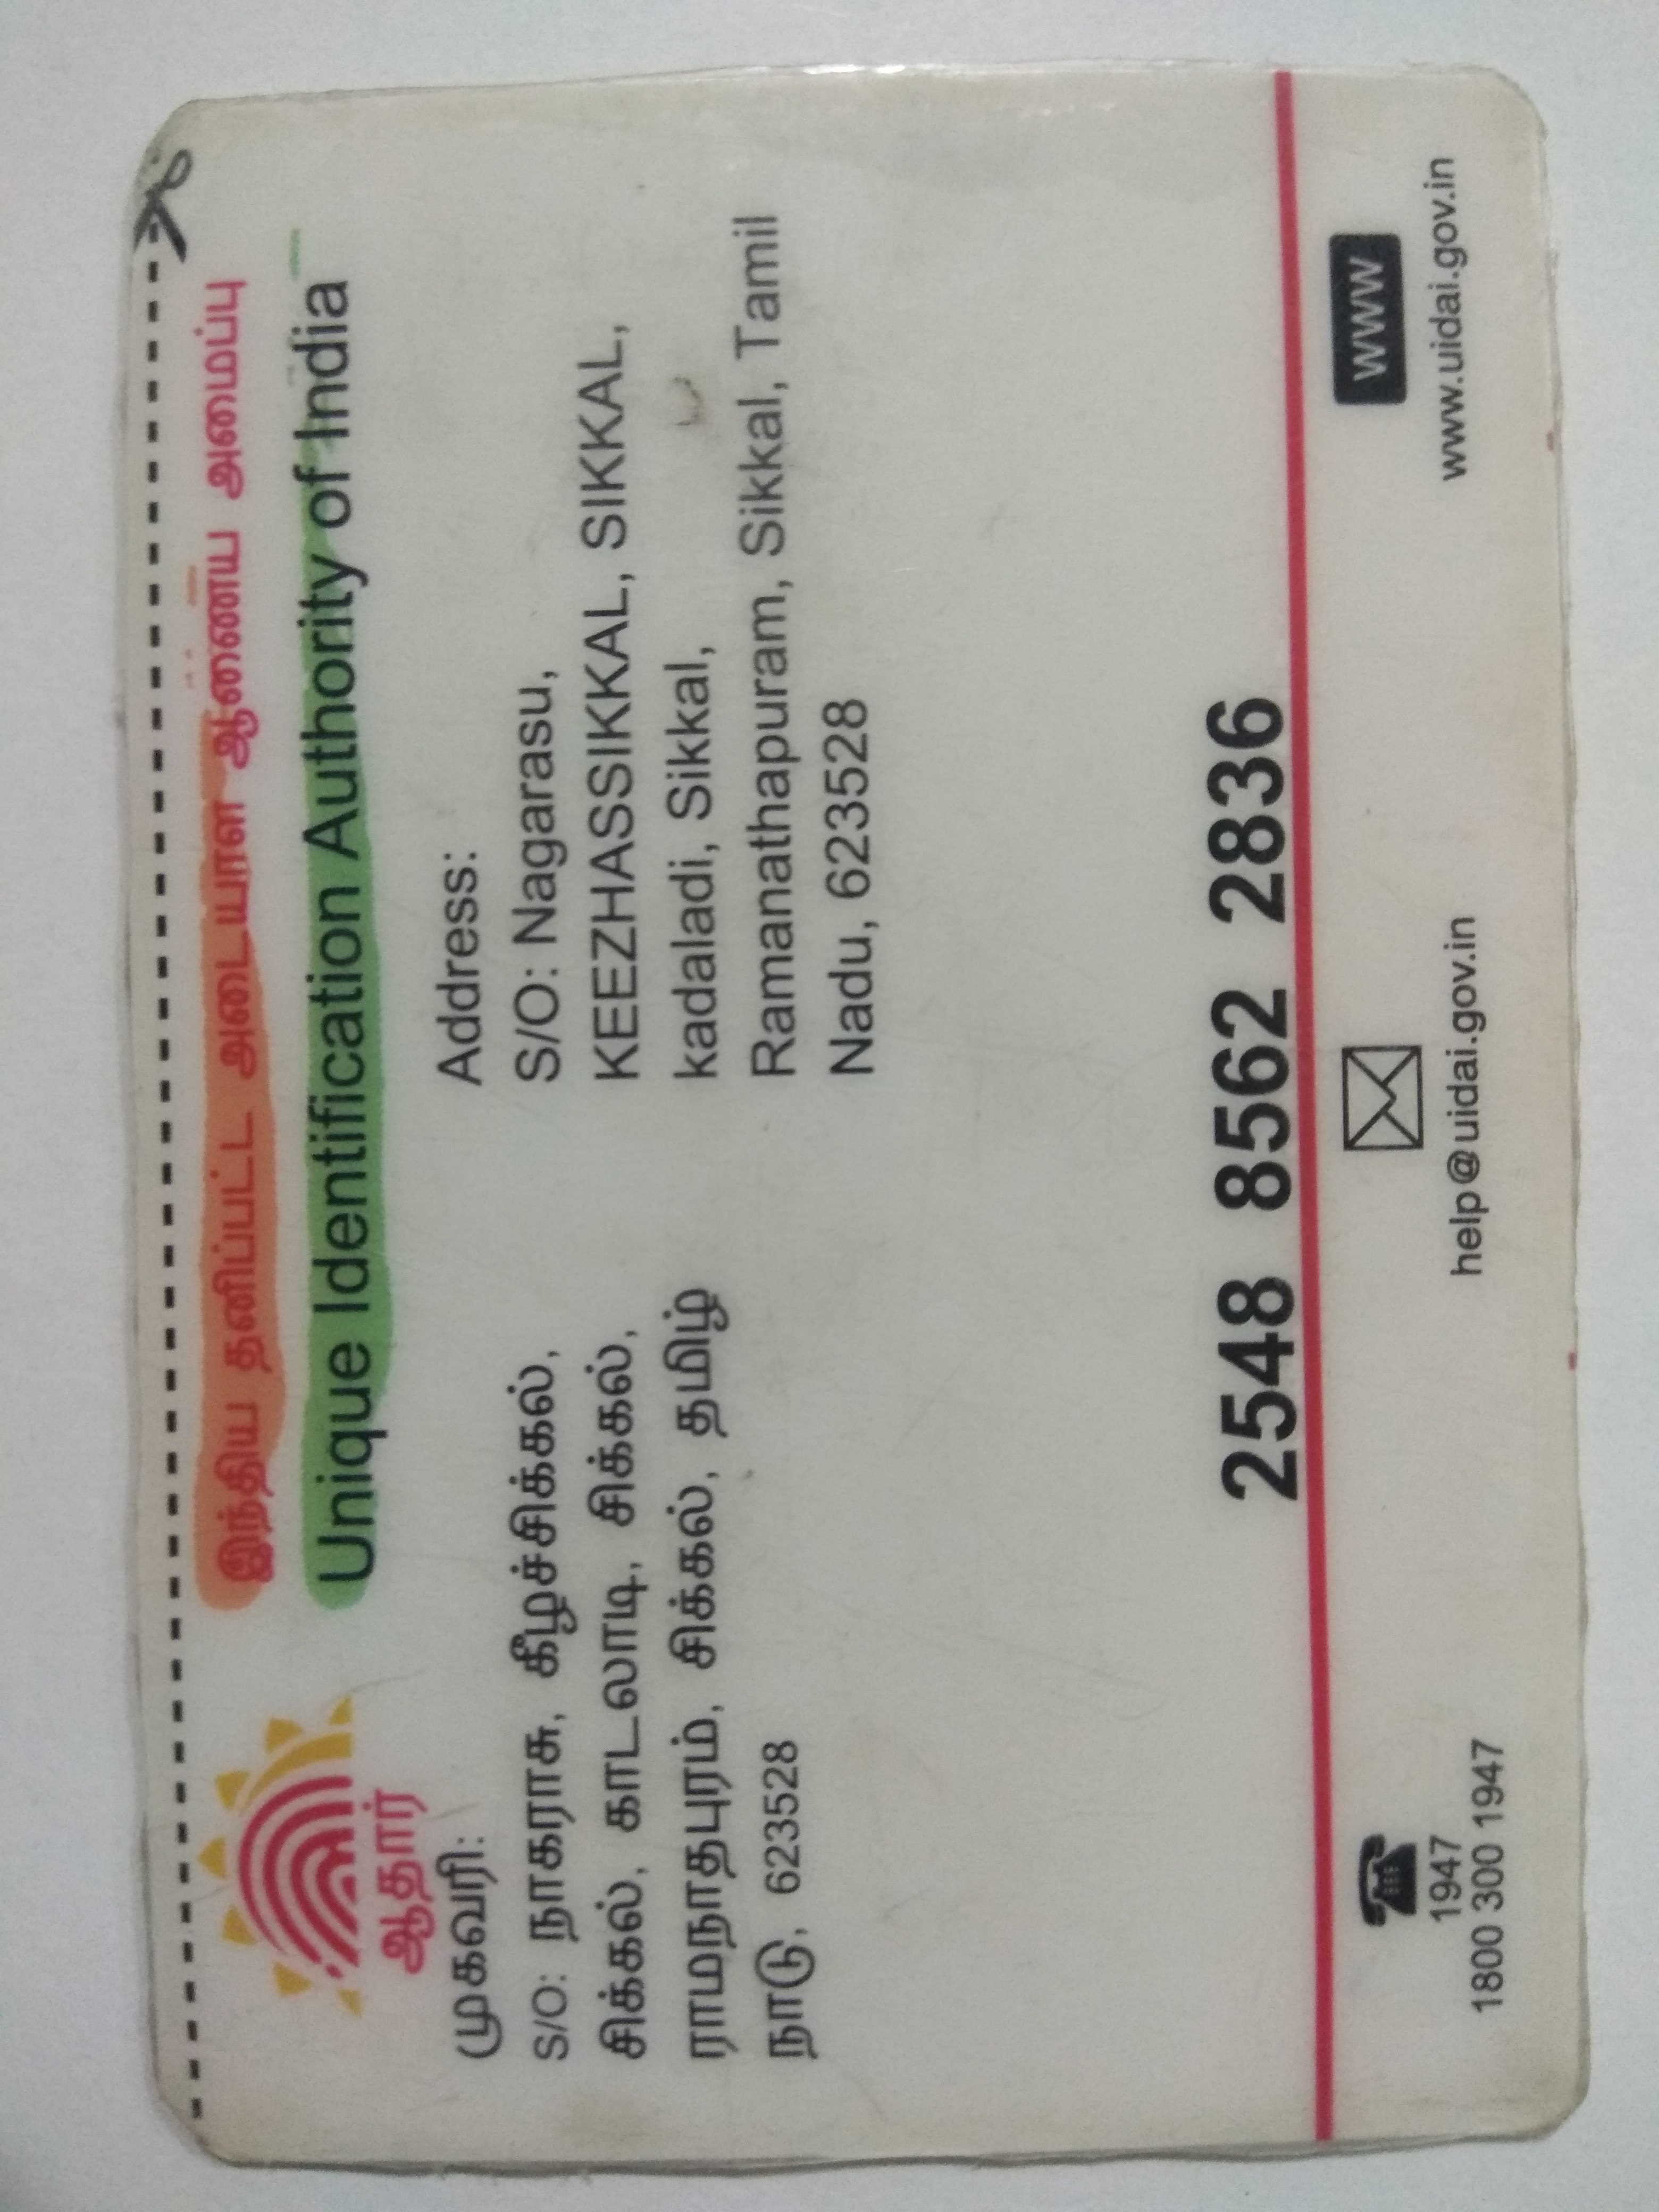 இந்திய தனிப்பட்ட அடையாள ஆணைய அமைப்பு
Unique Identification Authority of India
ஆதார்
முகவரி:
S/O: நாகராசு, கீழச்சிக்கல்,
சிக்கல், காடலாடி, சிக்கல்,
ராமநாதபுரம், சிக்கல், தமிழ்
நாடு, 623528
Address:
S/O: Nagarasu,
KEEZHASSIKKAL, SIKKAL,
kadaladi, Sikkal,
Ramanathapuram, Sikkal, Tamil
Nadu, 623528
2548 8562 2836
1947
1800 300 1947
help@uidai.gov.in
WWW
www.uidai.gov.in